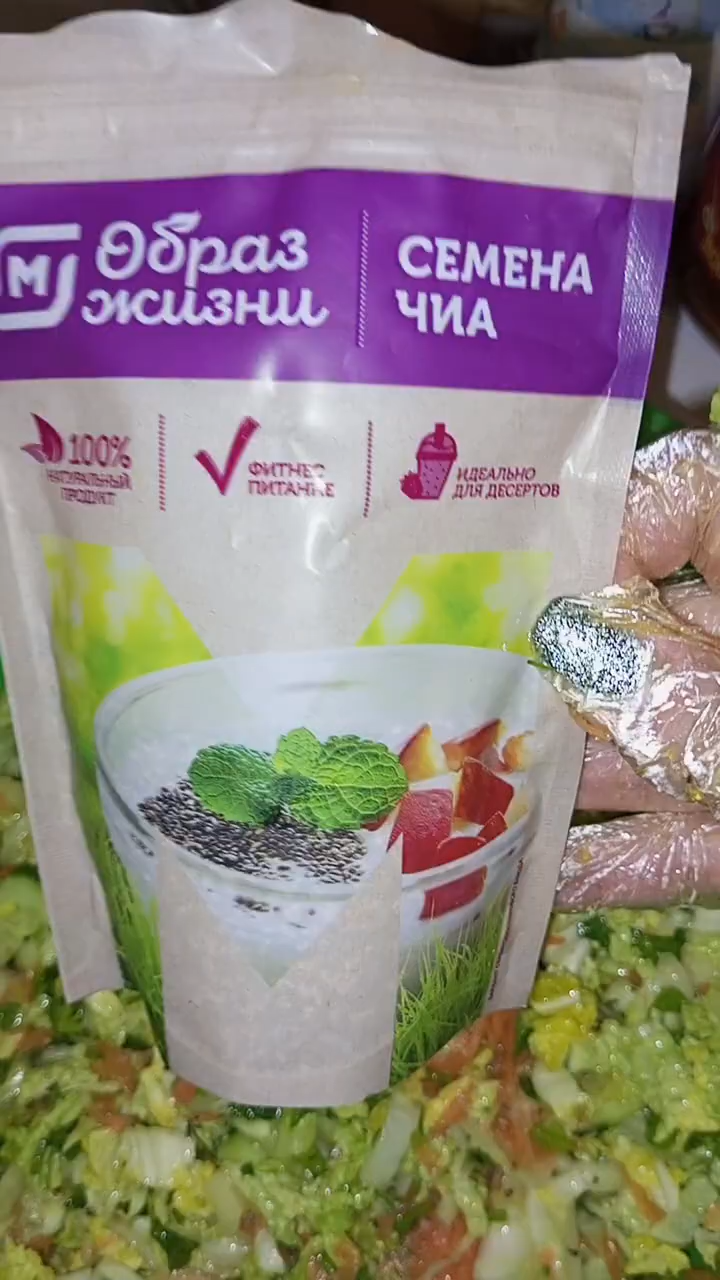 М Образ
жизни
СЕМЕНА
ЧИА
100%
НАТУРАЛЬНЫЙ
ПРОДУКТ
ФИТНЕС
ПИТАНИЕ
ИДЕАЛЬНО
ДЛЯ ДЕСЕРТОВ